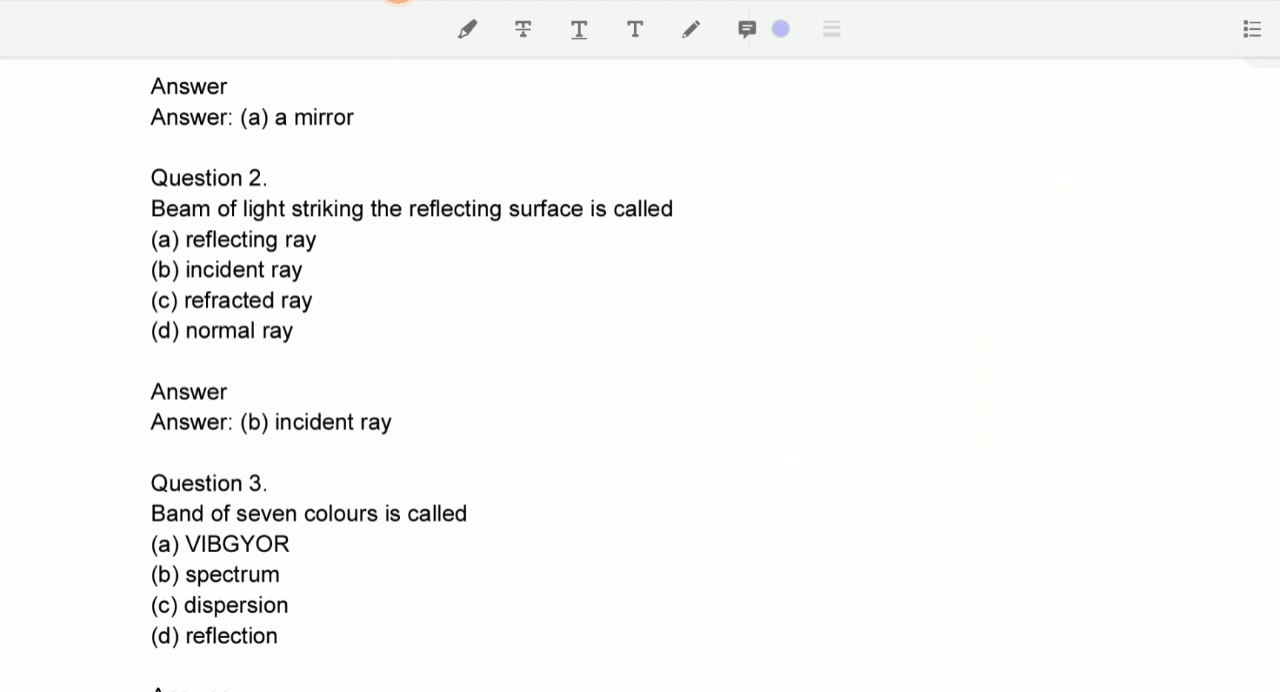 Answer
Answer: (a) a mirror
Question 2.
Beam of light striking the reflecting surface is called
(a) reflecting ray
(b) incident ray
(c) refracted ray
(d) normal ray
Answer
Answer: (b) incident ray
Question 3.
Band of seven colours is called
(a) VIBGYOR
(b) spectrum
(c) dispersion
(d) reflection